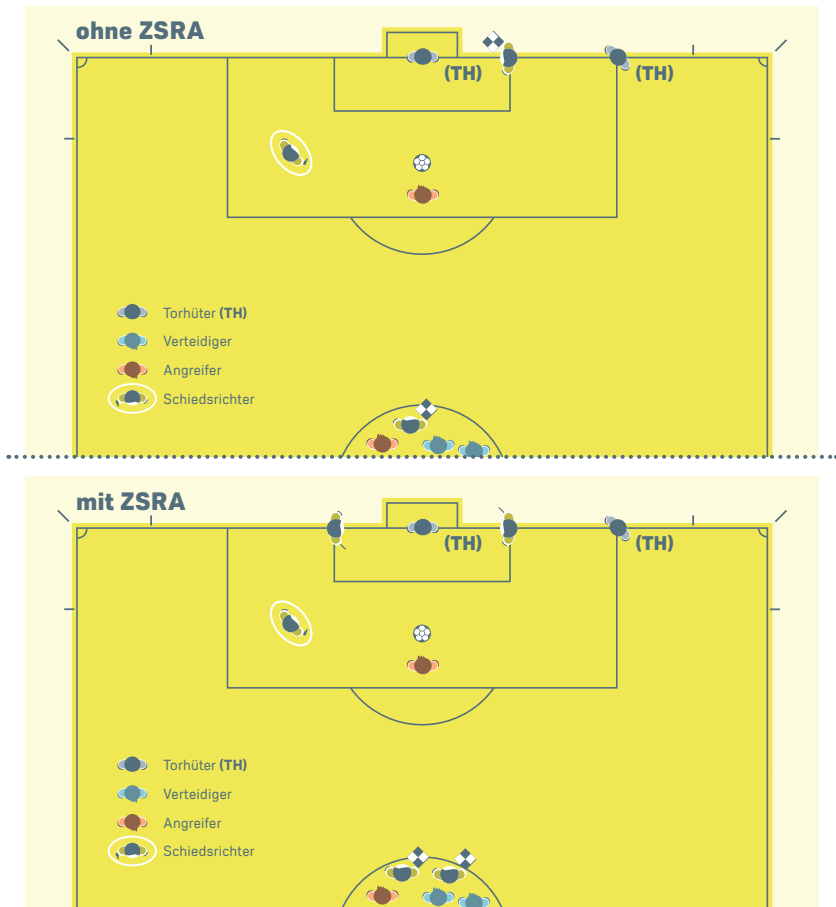 ohne ZSRA
(TH) (TH)
Torhüter (TH)
Verteidiger
Angreifer
Schiedsrichter
mit ZSRA
(TH) (TH)
Torhüter (TH)
Verteidiger
Angreifer
Schiedsrichter